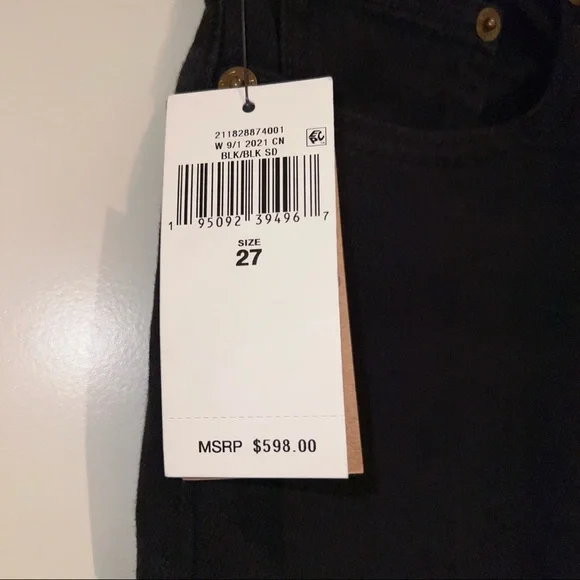 211828874001
W 9/1 2021 CN
BLK/BLK SD
1 95092 39496 7
SIZE
27
MSRP $598.00